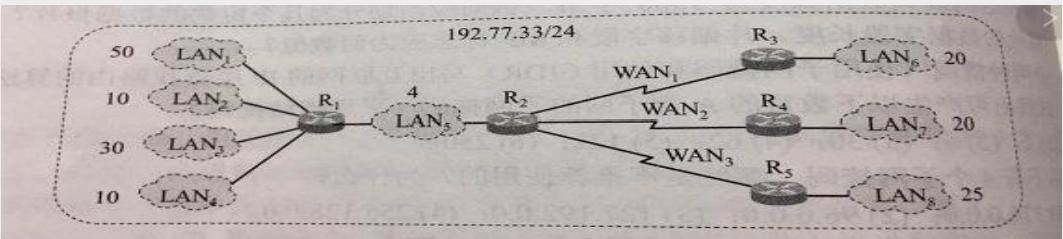 192.77.33/24
R₃
50 LAN₁ LAN₆ 20
WAN₁
10 LAN₂ R₁ 4 R₂ R₄
WAN₂
LAN₅ LAN₇ 20
30 LAN₃
WAN₃
R₅
10 LAN₄ LAN₈ 25